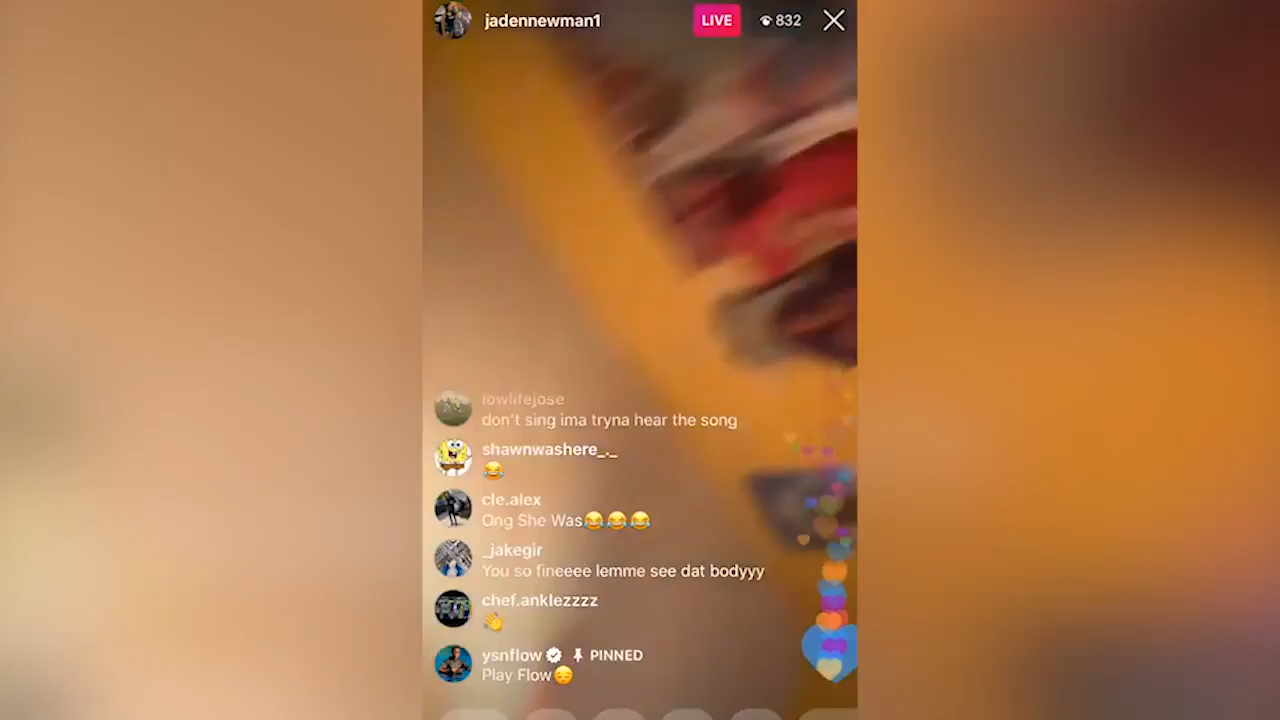 jadennewman1 LIVE 832
lowlifejose
don't sing ima tryna hear the song
shawnwashere_._
😂
cle.alex
Ong She Was😂😂😂
_jakegir
You so fineeee lemme see dat bodyyy
chef.anklezzzz
👏
ysnflow PINNED
Play Flow😔